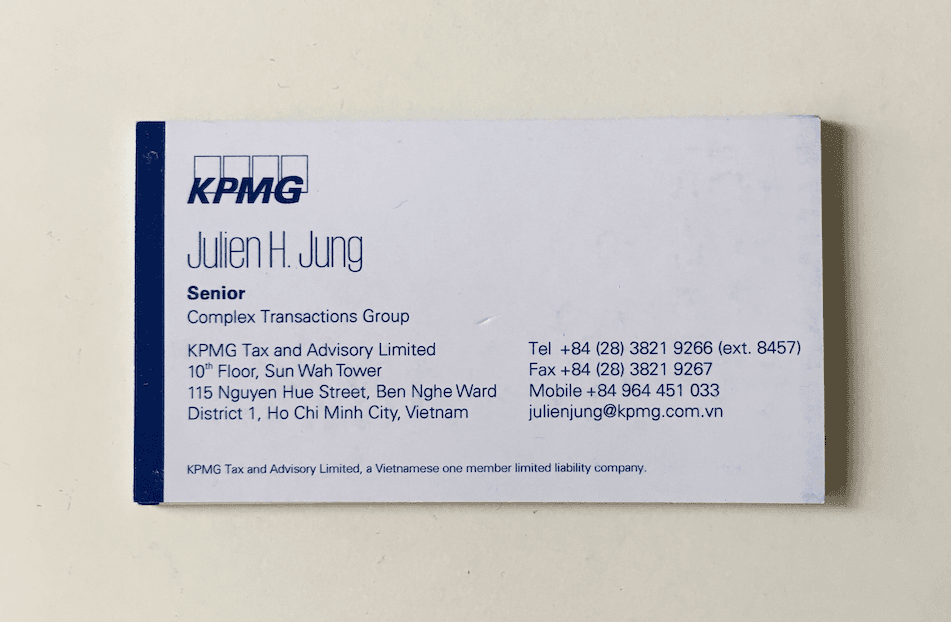 KPMG
Julien H. Jung
Senior
Complex Transactions Group
KPMG Tax and Advisory Limited
10th Floor, Sun Wah Tower
115 Nguyen Hue Street, Ben Nghe Ward
District 1, Ho Chi Minh City, Vietnam
Tel +84 (28) 3821 9266 (ext. 8457)
Fax +84 (28) 3821 9267
Mobile +84 964 451 033
julienjung@kpmg.com.vn
KPMG Tax and Advisory Limited, a Vietnamese one member limited liability company.